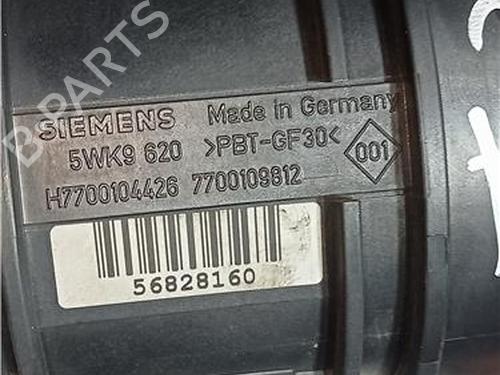 B-PARTS
SIEMENS Made in Germany
5WK9 620 >PBT-GF30< 001
H7700104426 7700109812
56828160